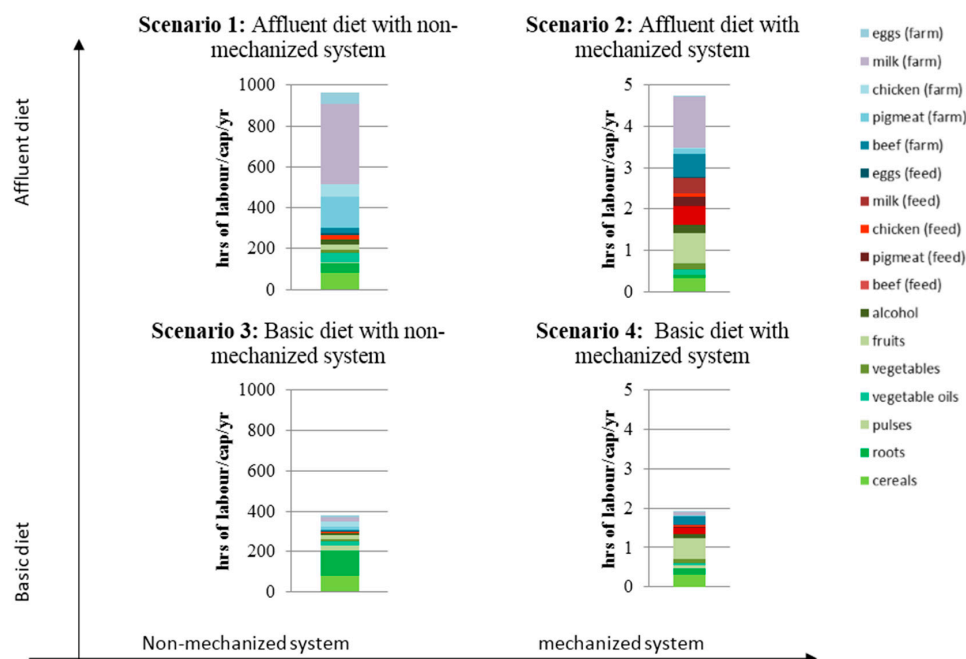 Affluent diet
Basic diet
Scenario 1: Affluent diet with non-
mechanized system
hrs of labour/cap/yr
1000
800
600
400
200
0
Scenario 2: Affluent diet with
mechanized system
hrs of labour/cap/yr
5
4
3
2
1
0
Scenario 3: Basic diet with non-
mechanized system
hrs of labour/cap/yr
1000
800
600
400
200
0
Scenario 4: Basic diet with
mechanized system
hrs of labour/cap/yr
5
4
3
2
1
0
eggs (farm)
milk (farm)
chicken (farm)
pigmeat (farm)
beef (farm)
eggs (feed)
milk (feed)
chicken (feed)
pigmeat (feed)
beef (feed)
alcohol
fruits
vegetables
vegetable oils
pulses
roots
cereals
Non-mechanized system
mechanized system